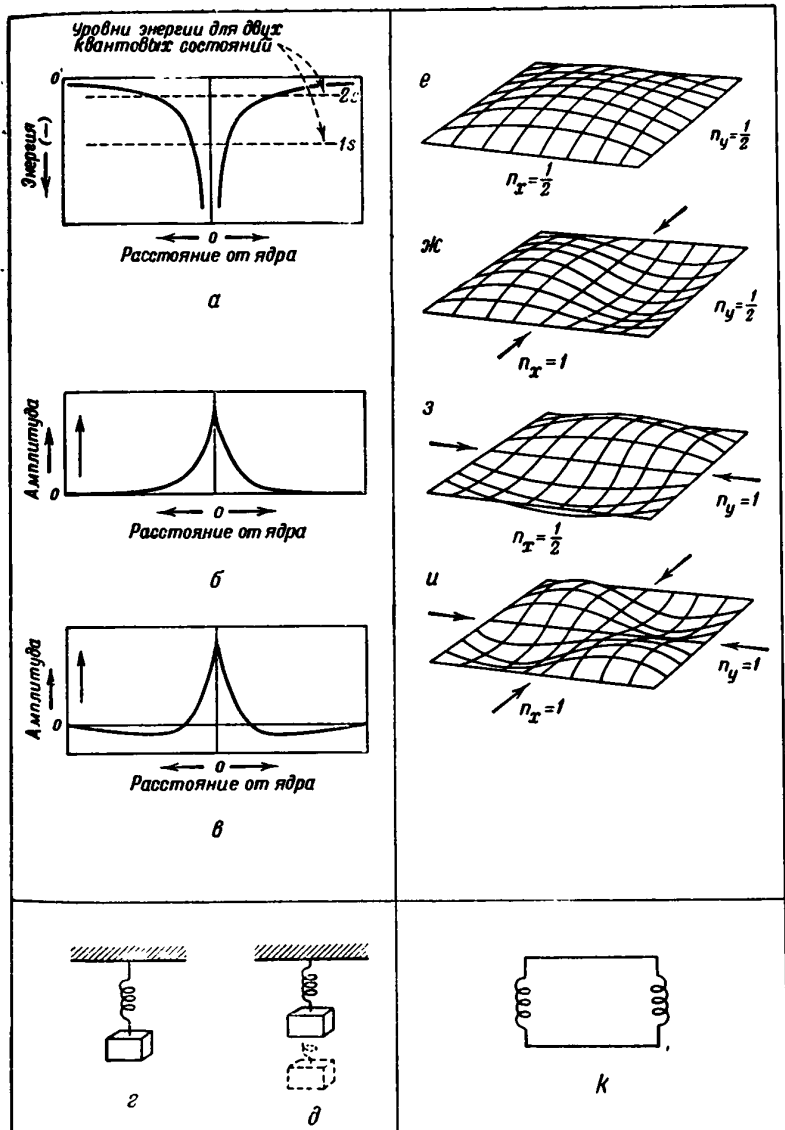 Уровни энергии для двух
квантовых состояний
0
2s
1s
Энергия
(—)
0
Расстояние от ядра
а
Амплитуда
0
0
Расстояние от ядра
б
Амплитуда
0
0
Расстояние от ядра
в
г
д
е
n_x = 1/2
n_y = 1/2
ж
n_x = 1
n_y = 1/2
з
n_x = 1/2
n_y = 1
и
n_x = 1
n_y = 1
k